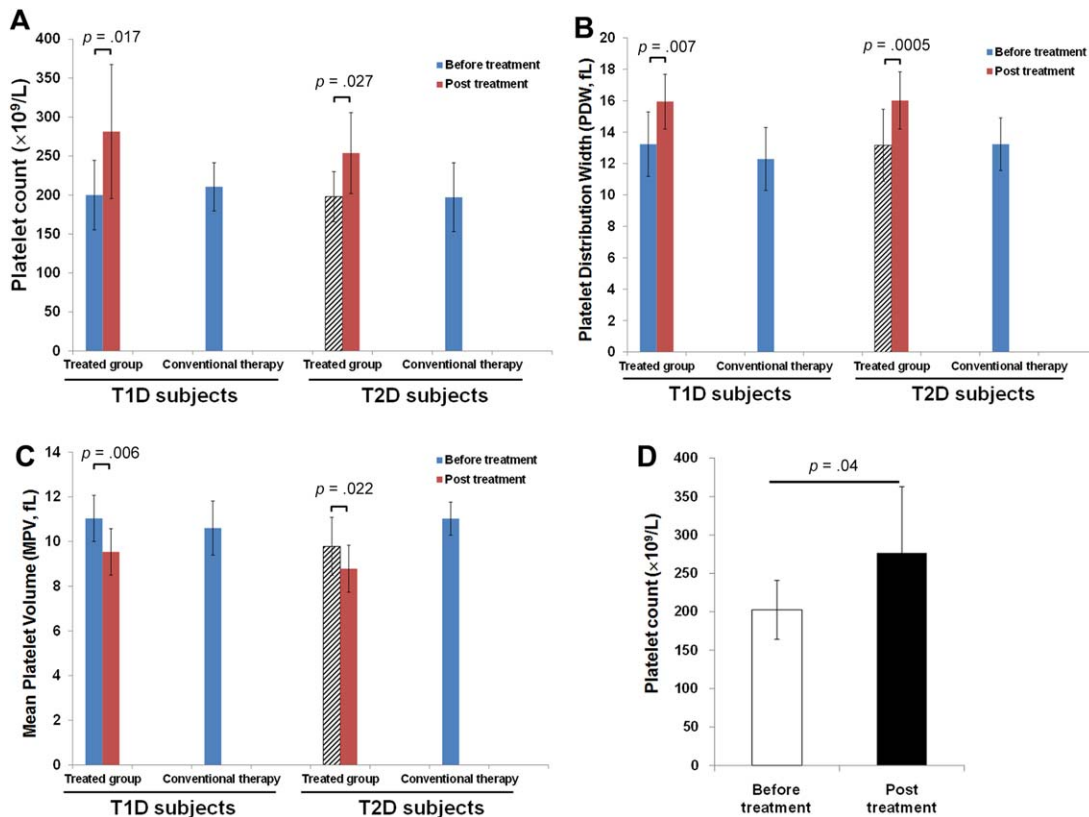 A
Platelet count (×10⁹/L)
400
350
300
250
200
150
100
50
0
p = .017
p = .027
Before treatment
Post treatment
Treated group
Conventional therapy
Treated group
Conventional therapy
T1D subjects
T2D subjects
B
Platelet Distribution Width (PDW, fL)
20
18
16
14
12
10
8
6
4
2
0
p = .007
p = .0005
Before treatment
Post treatment
Treated group
Conventional therapy
Treated group
Conventional therapy
T1D subjects
T2D subjects
C
Mean Platelet Volume (MPV, fL)
14
12
10
8
6
4
2
0
p = .006
p = .022
Before treatment
Post treatment
Treated group
Conventional therapy
Treated group
Conventional therapy
T1D subjects
T2D subjects
D
Platelet count (×10⁹/L)
400
350
300
250
200
150
100
50
0
p = .04
Before
treatment
Post
treatment